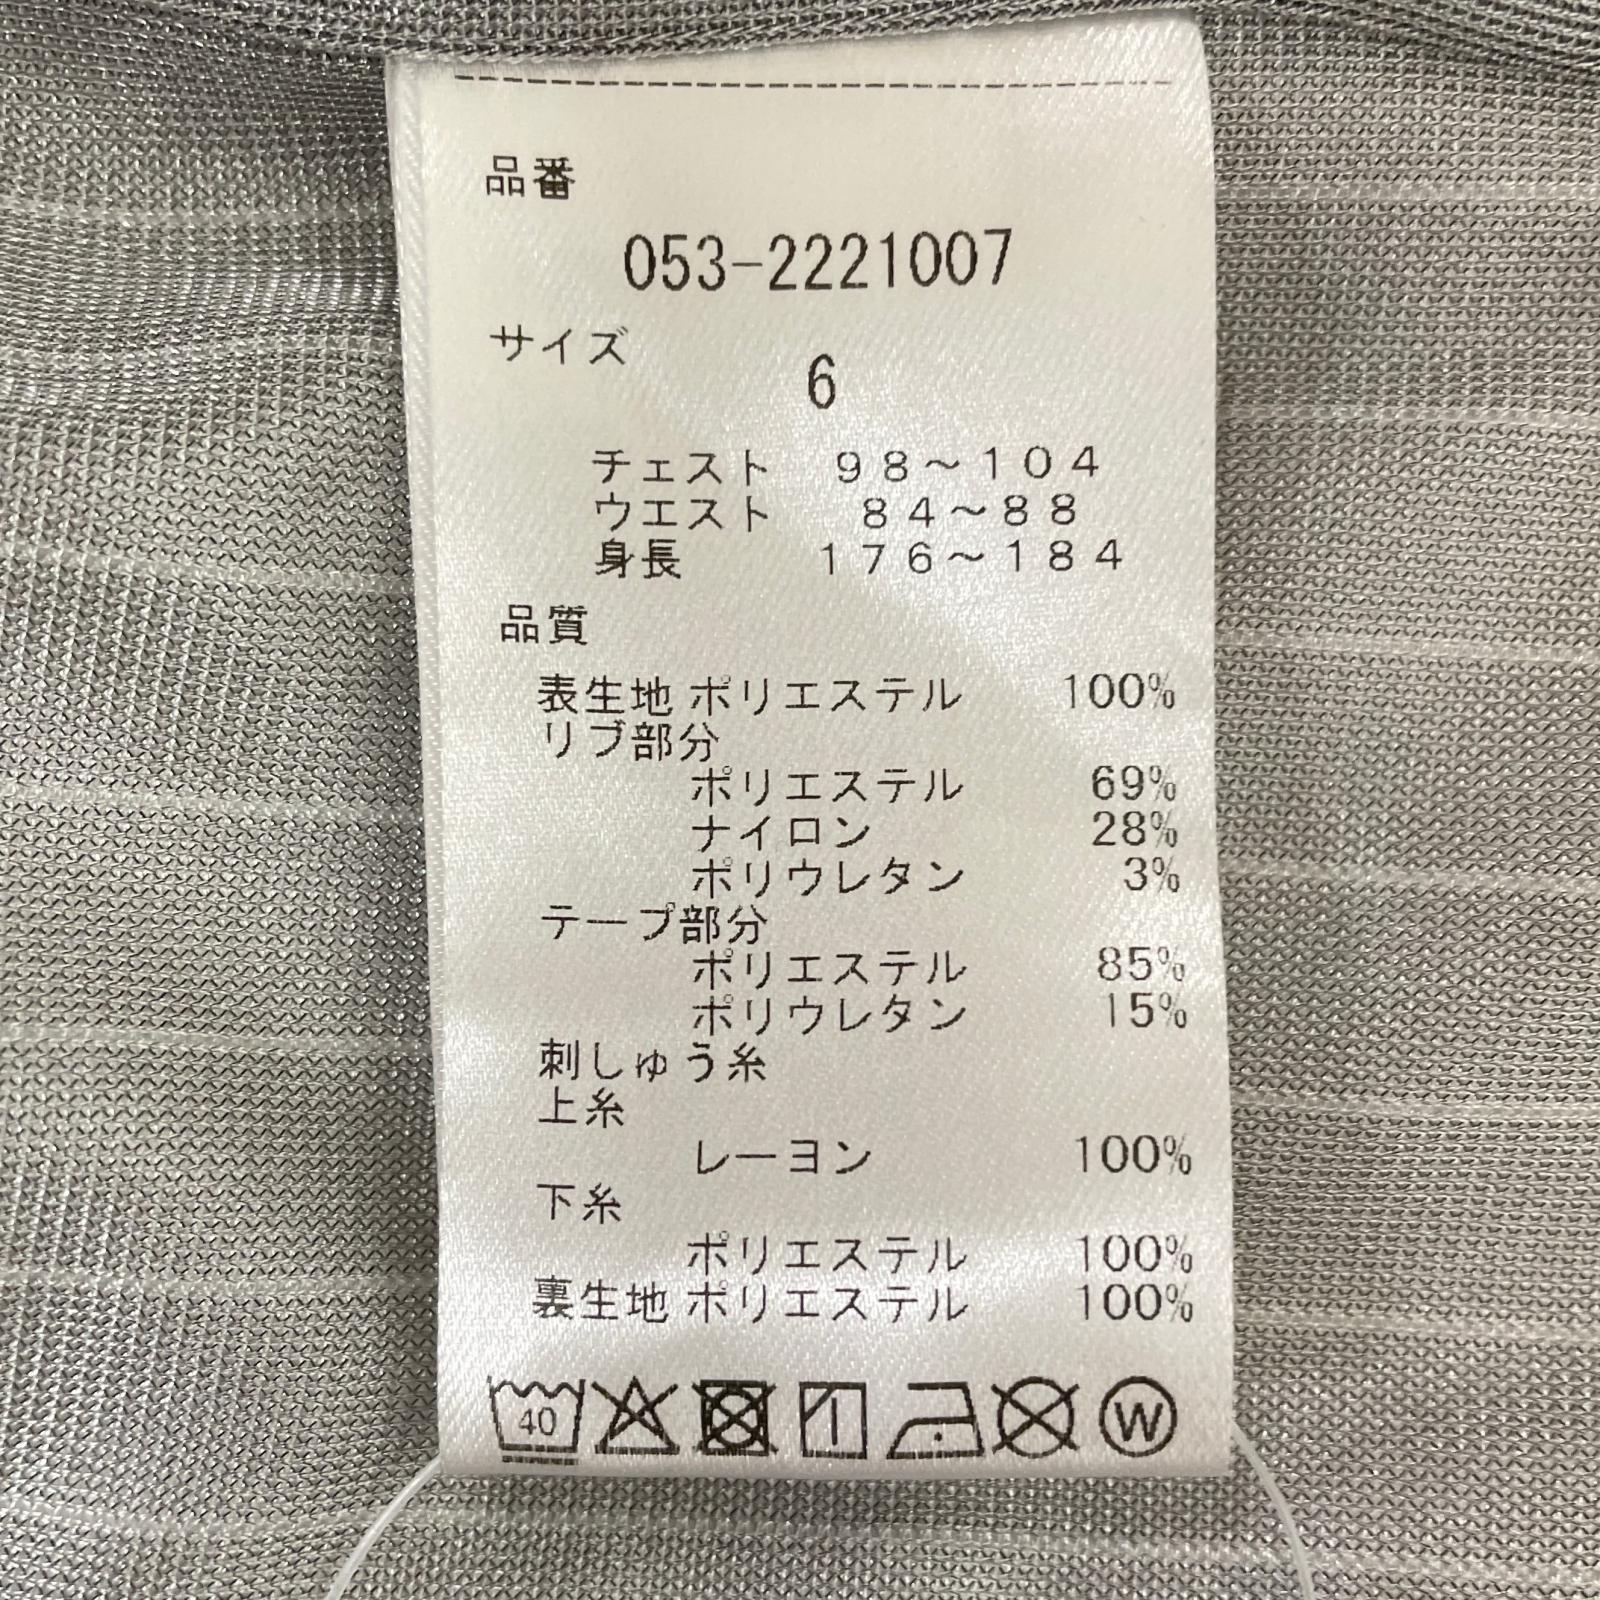 品番
053-2221007
サイズ
6
チェスト 98～104
ウエスト 84～88
身長 176～184
品質
表生地 ポリエステル 100%
リブ部分
ポリエステル 69%
ナイロン 28%
ポリウレタン 3%
テープ部分
ポリエステル 85%
ポリウレタン 15%
刺しゅう糸
上糸
レーヨン 100%
下糸
ポリエステル 100%
裏生地 ポリエステル 100%
40 W